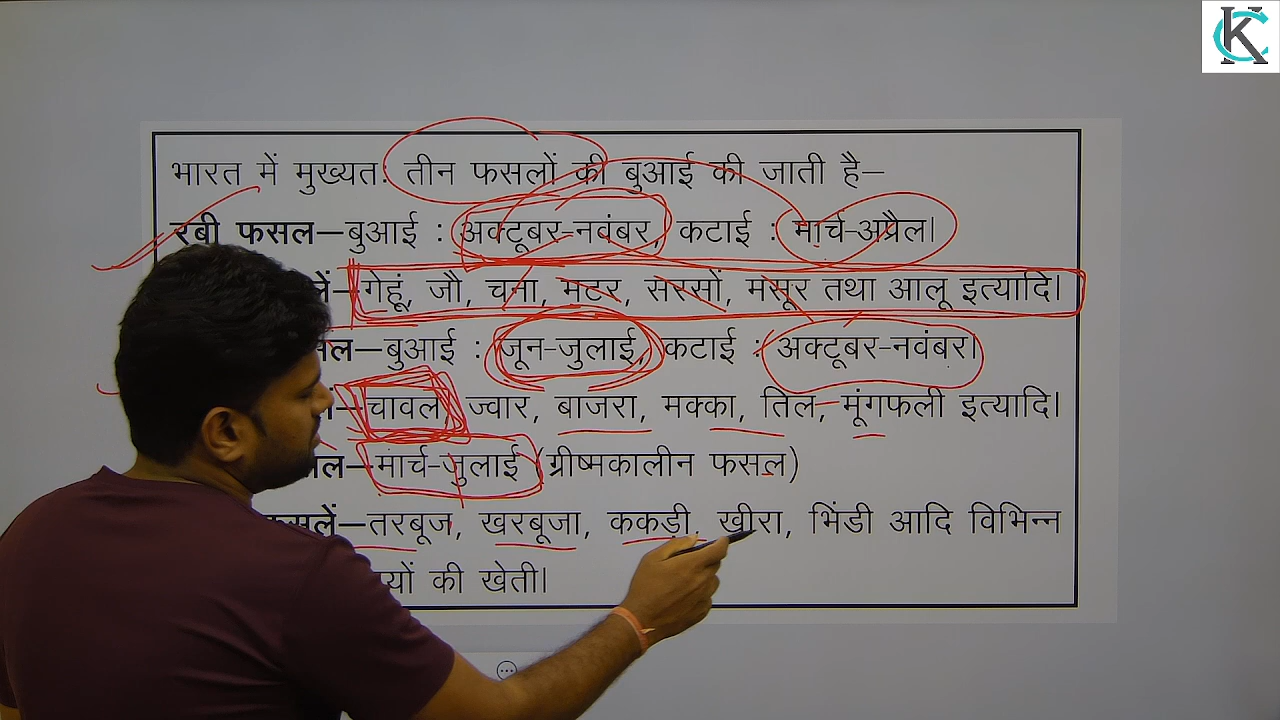 भारत में मुख्यतः तीन फसलों की बुआई की जाती है–
रबी फसल–बुआई : अक्टूबर-नवंबर, कटाई : मार्च-अप्रैल।
गेहूं, जौ, चना, मटर, सरसों, मसूर तथा आलू इत्यादि।
बुआई : जून-जुलाई, कटाई : अक्टूबर-नवंबर।
चावल, ज्वार, बाजरा, मक्का, तिल, मूंगफली इत्यादि।
मार्च-जुलाई (ग्रीष्मकालीन फसल)
तरबूज, खरबूजा, ककड़ी, खीरा, भिंडी आदि विभिन्न
की खेती।
KC